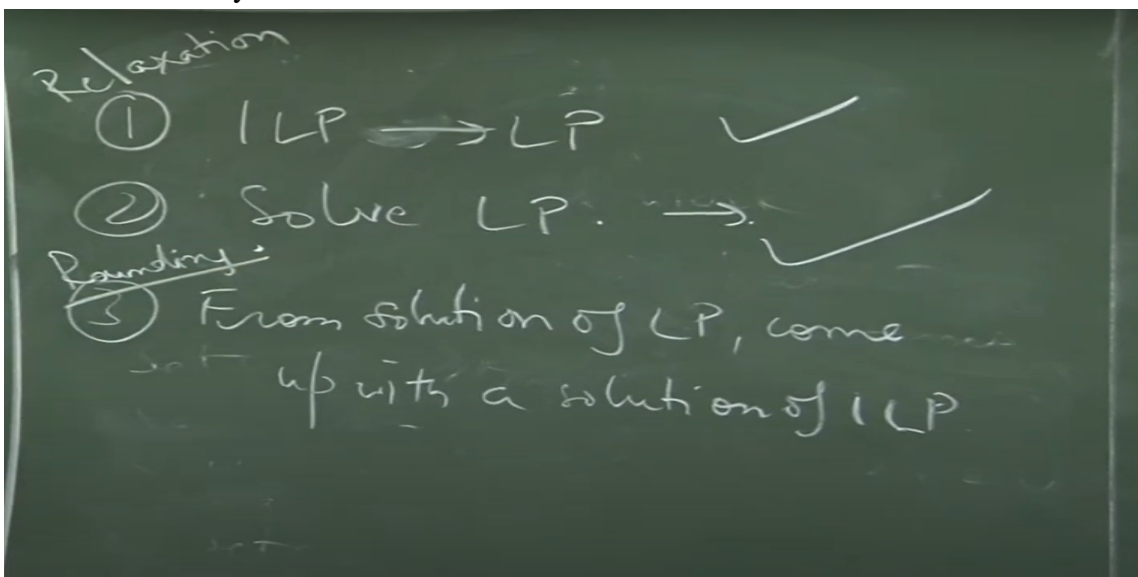 Relaxation
① ILP → LP ✓
② Solve LP. → ✓
Rounding.
③ From solution of LP, come
up with a solution of ILP